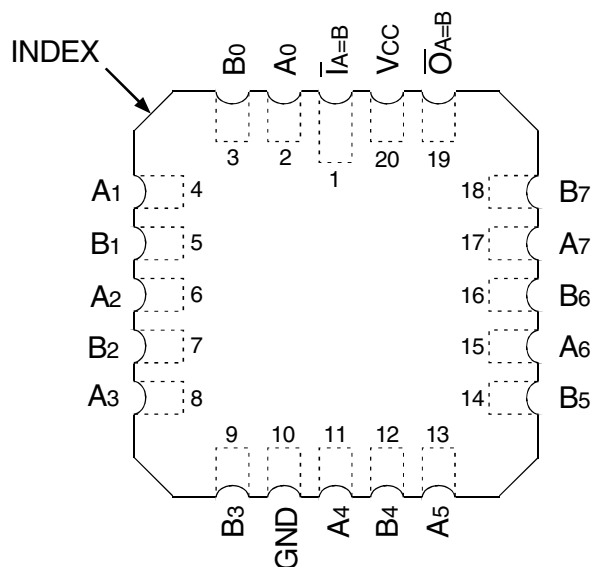 INDEX
B0 A0 I̅A=B VCC O̅A=B
3 2 1 20 19
A1 4 18 B7
B1 5 17 A7
A2 6 16 B6
B2 7 15 A6
A3 8 14 B5
9 10 11 12 13
B3 GND A4 B4 A5